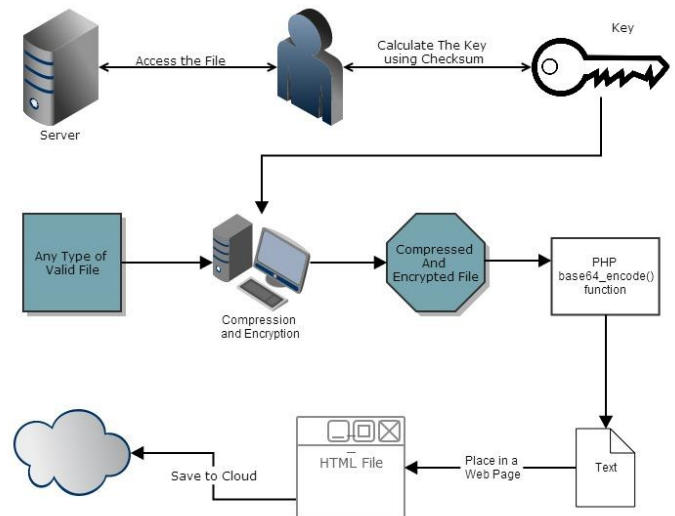 Access the File
Calculate The Key
using Checksum
Key
Server
Any Type of
Valid File
Compression
and Encryption
Compressed
And
Encrypted File
PHP
base64_encode()
function
Save to Cloud
HTML File
Place in a
Web Page
Text